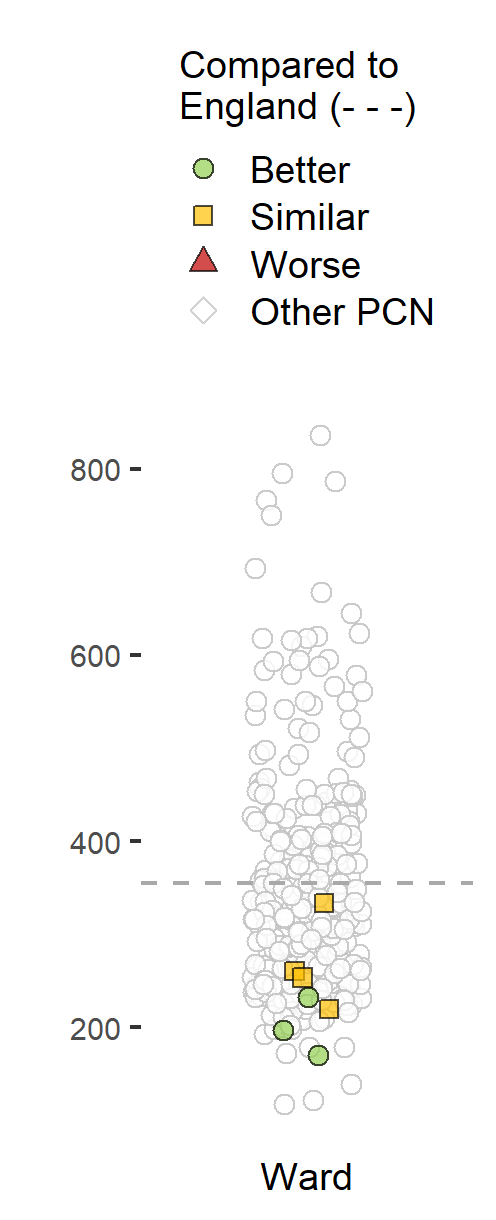 Compared to
England (- - -)
Better
Similar
Worse
Other PCN
800
600
400
200
Ward